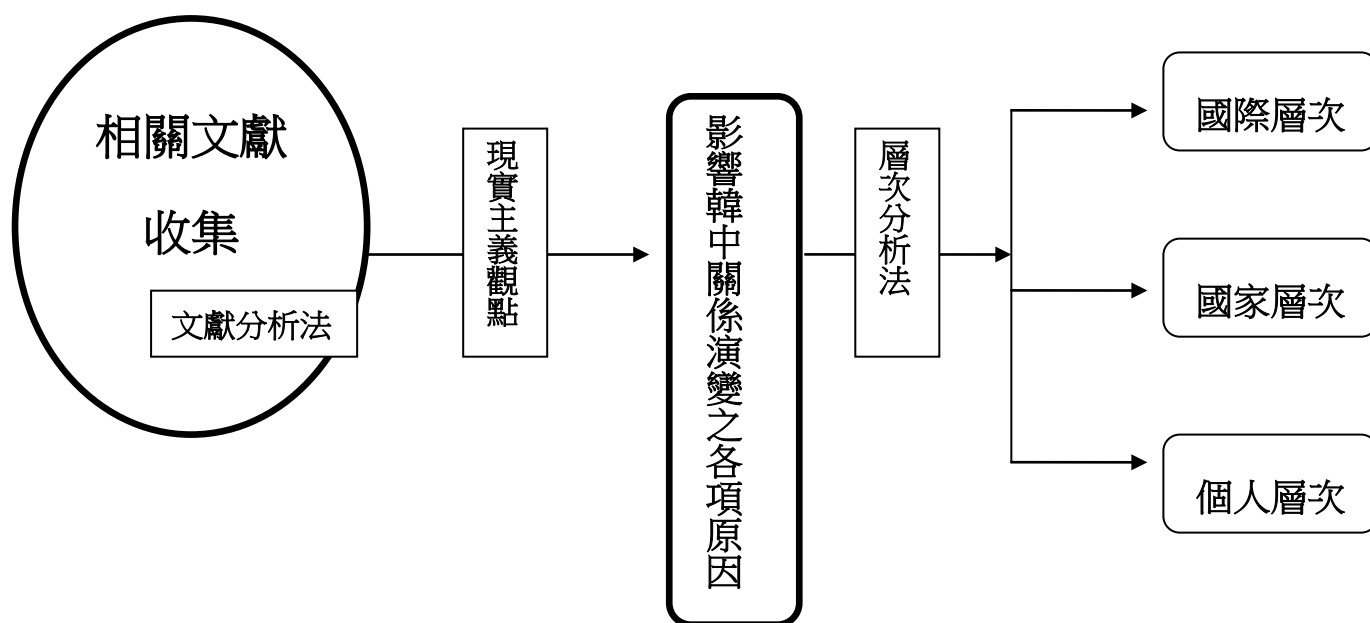 相關文獻
收集
文獻分析法
現實主義觀點
影響韓中關係演變之各項原因
層次分析法
國際層次
國家層次
個人層次